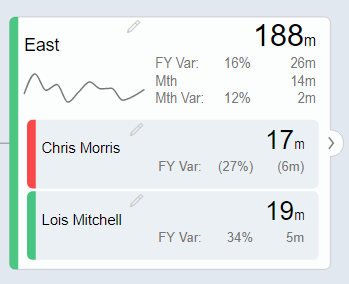 East 188m
FY Var: 16% 26m
Mth 14m
Mth Var: 12% 2m
Chris Morris 17m
FY Var: (27%) (6m)
Lois Mitchell 19m
FY Var: 34% 5m